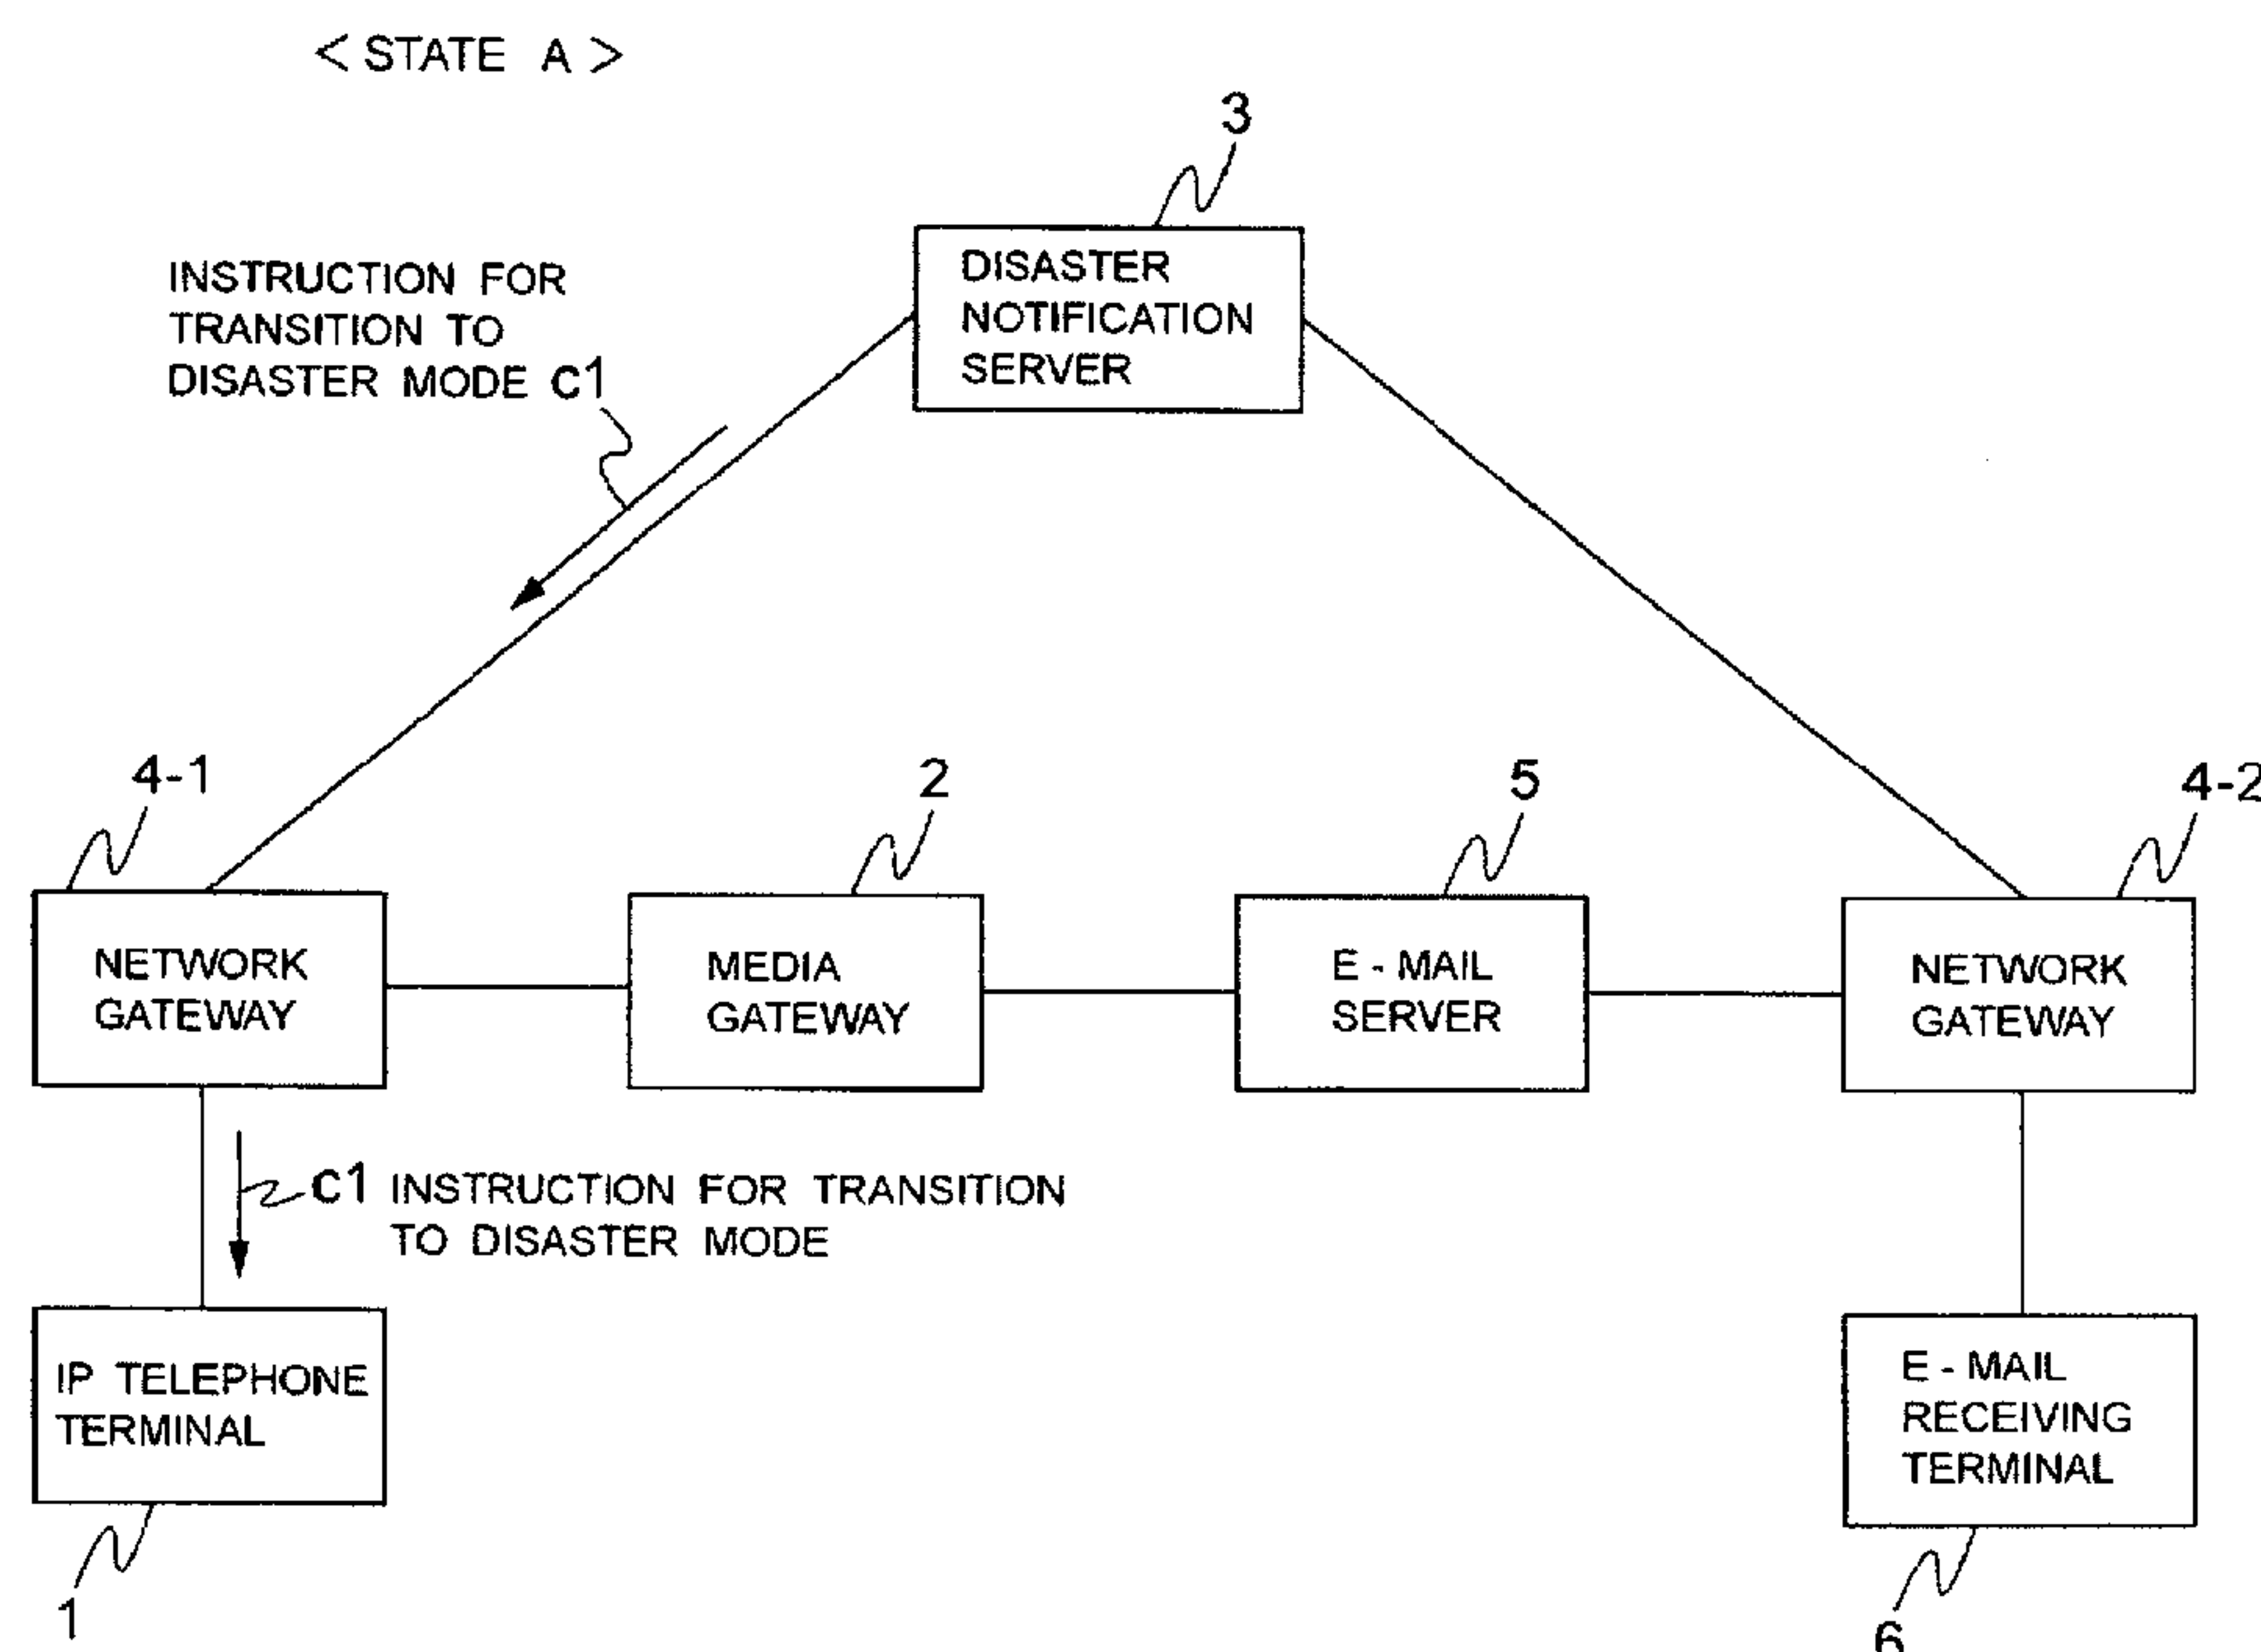 < STATE A >
3
INSTRUCTION FOR
TRANSITION TO
DISASTER MODE C1
DISASTER
NOTIFICATION
SERVER
4-1
2
5
4-2
NETWORK
GATEWAY
MEDIA
GATEWAY
E - MAIL
SERVER
NETWORK
GATEWAY
C1 INSTRUCTION FOR TRANSITION
TO DISASTER MODE
IP TELEPHONE
TERMINAL
E - MAIL
RECEIVING
TERMINAL
1
6